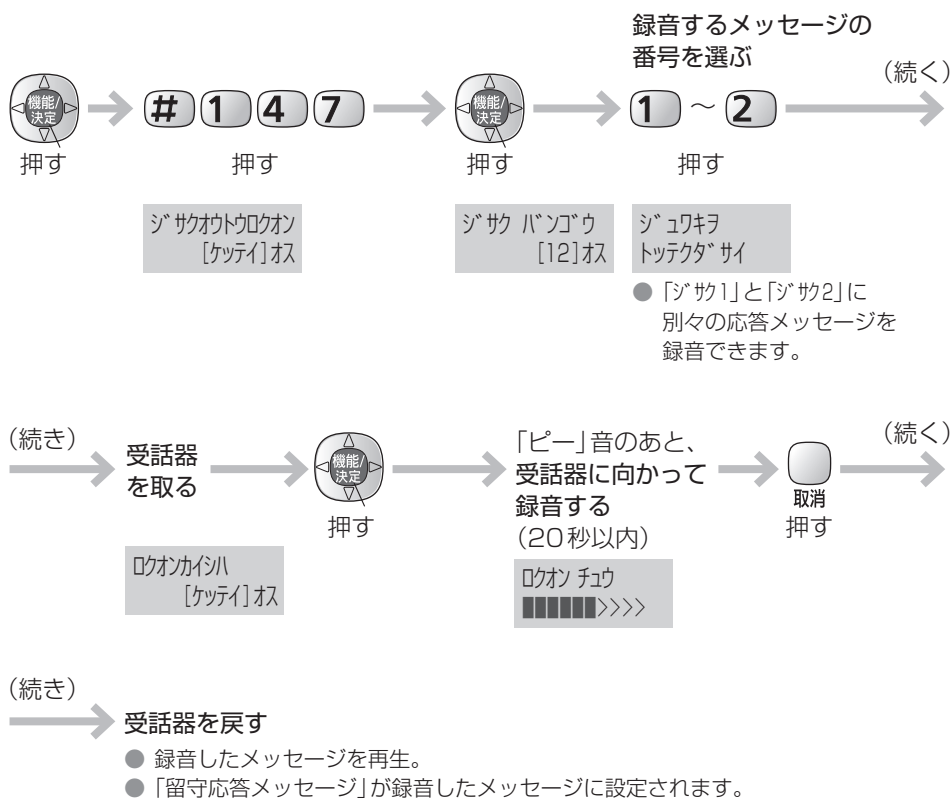 録音するメッセージの
番号を選ぶ
(続く)
機能/
決定
# 1 4 7
機能/
決定
1 ～ 2
押す
押す
押す
押す
ｼﾞｻｸｵｳﾄｳﾛｸｵﾝ
[ｹｯﾃｲ]ｵｽ
ｼﾞｻｸ ﾊﾞﾝｺﾞｳ
[12]ｵｽ
ｼﾞｭﾜｷｦ
ﾄｯﾃｸﾀﾞｻｲ
●「ｼﾞｻｸ1」と「ｼﾞｻｸ2」に
別々の応答メッセージを
録音できます。
(続き)
受話器
を取る
機能/
決定
押す
「ピー」音のあと、
受話器に向かって
録音する
(20秒以内)
取消
押す
(続く)
ﾛｸｵﾝｶｲｼﾊ
[ｹｯﾃｲ]ｵｽ
ﾛｸｵﾝ ﾁｭｳ
■■■■■■>>>>
(続き)
受話器を戻す
● 録音したメッセージを再生。
●「留守応答メッセージ」が録音したメッセージに設定されます。